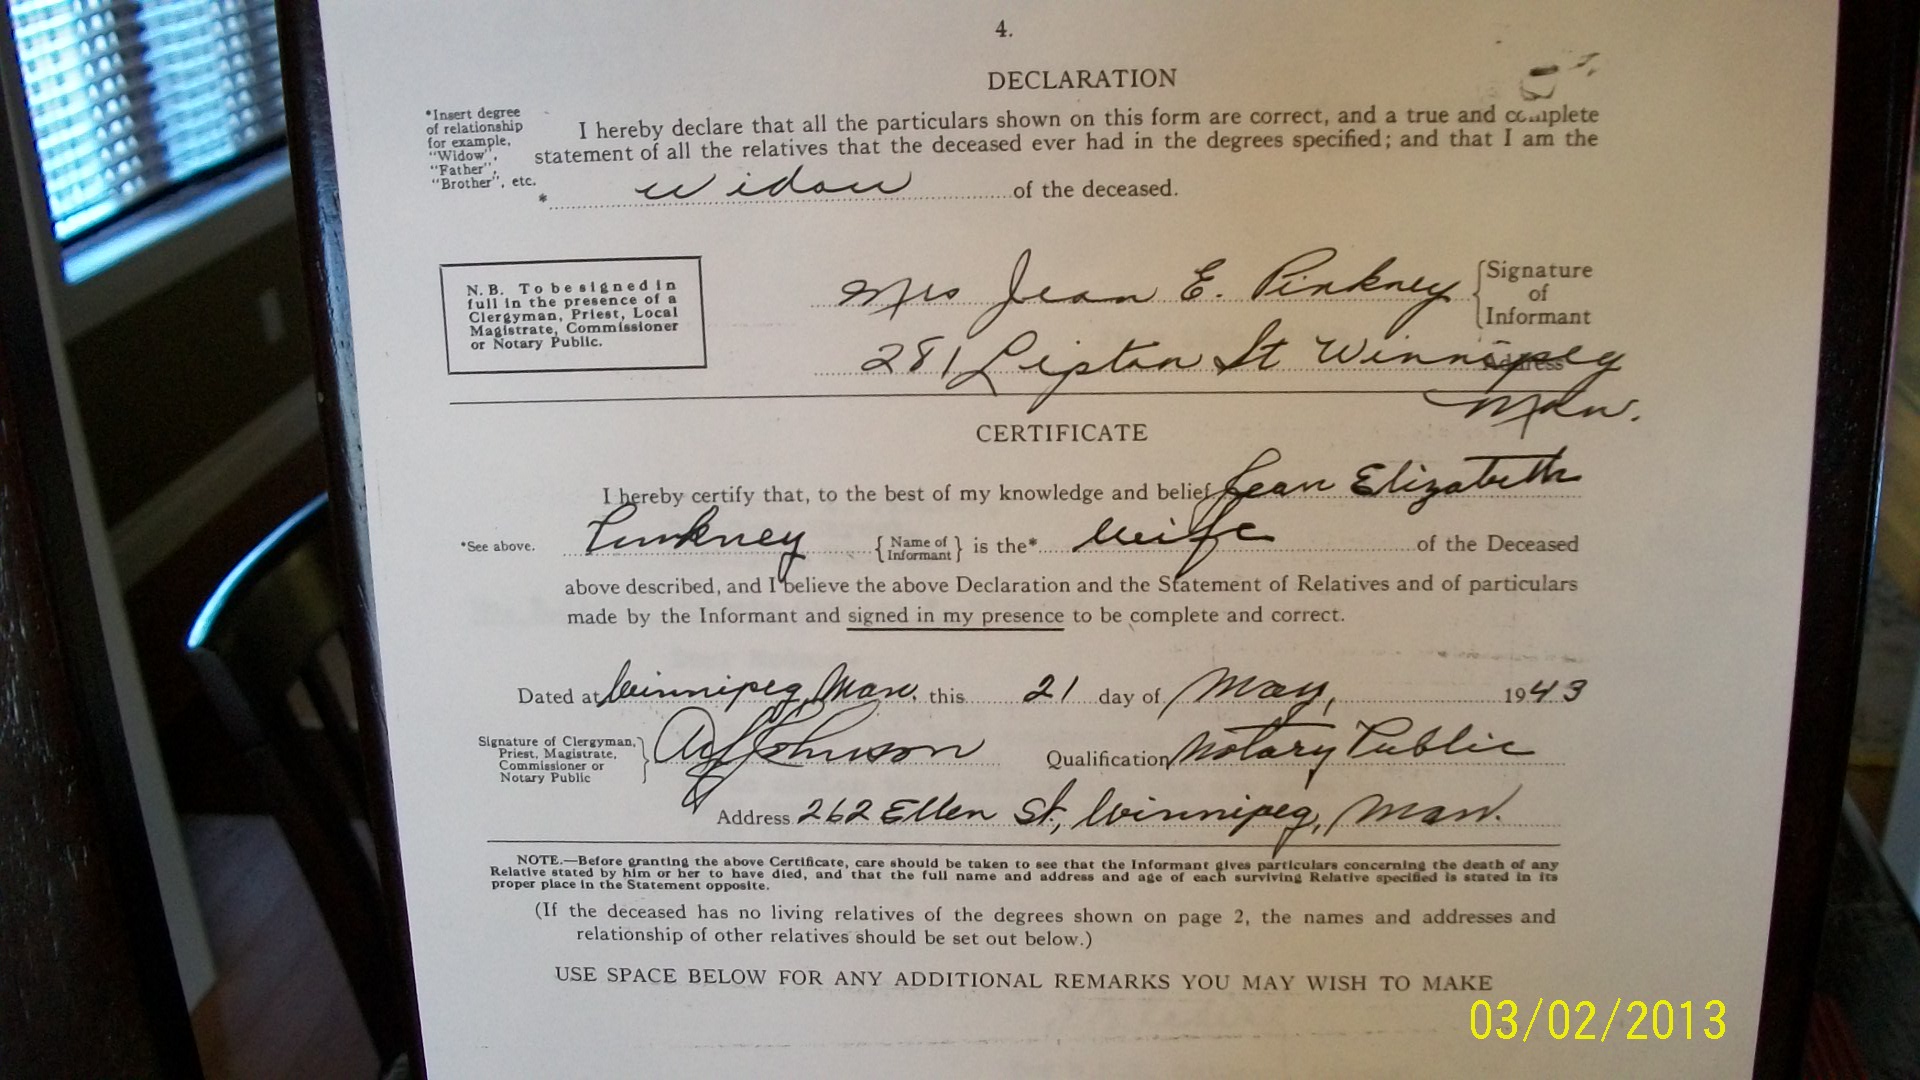 4.
DECLARATION
*Insert degree
of relationship
for example,
"Widow",
"Father",
"Brother", etc.
I hereby declare that all the particulars shown on this form are correct, and a true and complete
statement of all the relatives that the deceased ever had in the degrees specified; and that I am the
* widow of the deceased.
N.B. To be signed in
full in the presence of a
Clergyman, Priest, Local
Magistrate, Commissioner
or Notary Public.
Mrs Jean E. Pinkney
Signature
of
Informant
281 Lipton St Winnipeg
Address
Man.
CERTIFICATE
I hereby certify that, to the best of my knowledge and belief Jean Elizabeth
*See above.
Pinkney {Name of Informant} is the* wife of the Deceased
above described, and I believe the above Declaration and the Statement of Relatives and of particulars
made by the Informant and signed in my presence to be complete and correct.
Dated at Winnipeg, Man. this 21 day of May, 1943
Signature of Clergyman,
Priest, Magistrate,
Commissioner or
Notary Public
Johnson
Qualification Notary Public
Address 262 Ellen St, Winnipeg, Man.
NOTE.—Before granting the above Certificate, care should be taken to see that the Informant gives particulars concerning the death of any
Relative stated by him or her to have died, and that the full name and address and age of each surviving Relative specified is stated in its
proper place in the Statement opposite.
(If the deceased has no living relatives of the degrees shown on page 2, the names and addresses and
relationship of other relatives should be set out below.)
USE SPACE BELOW FOR ANY ADDITIONAL REMARKS YOU MAY WISH TO MAKE
03/02/2013